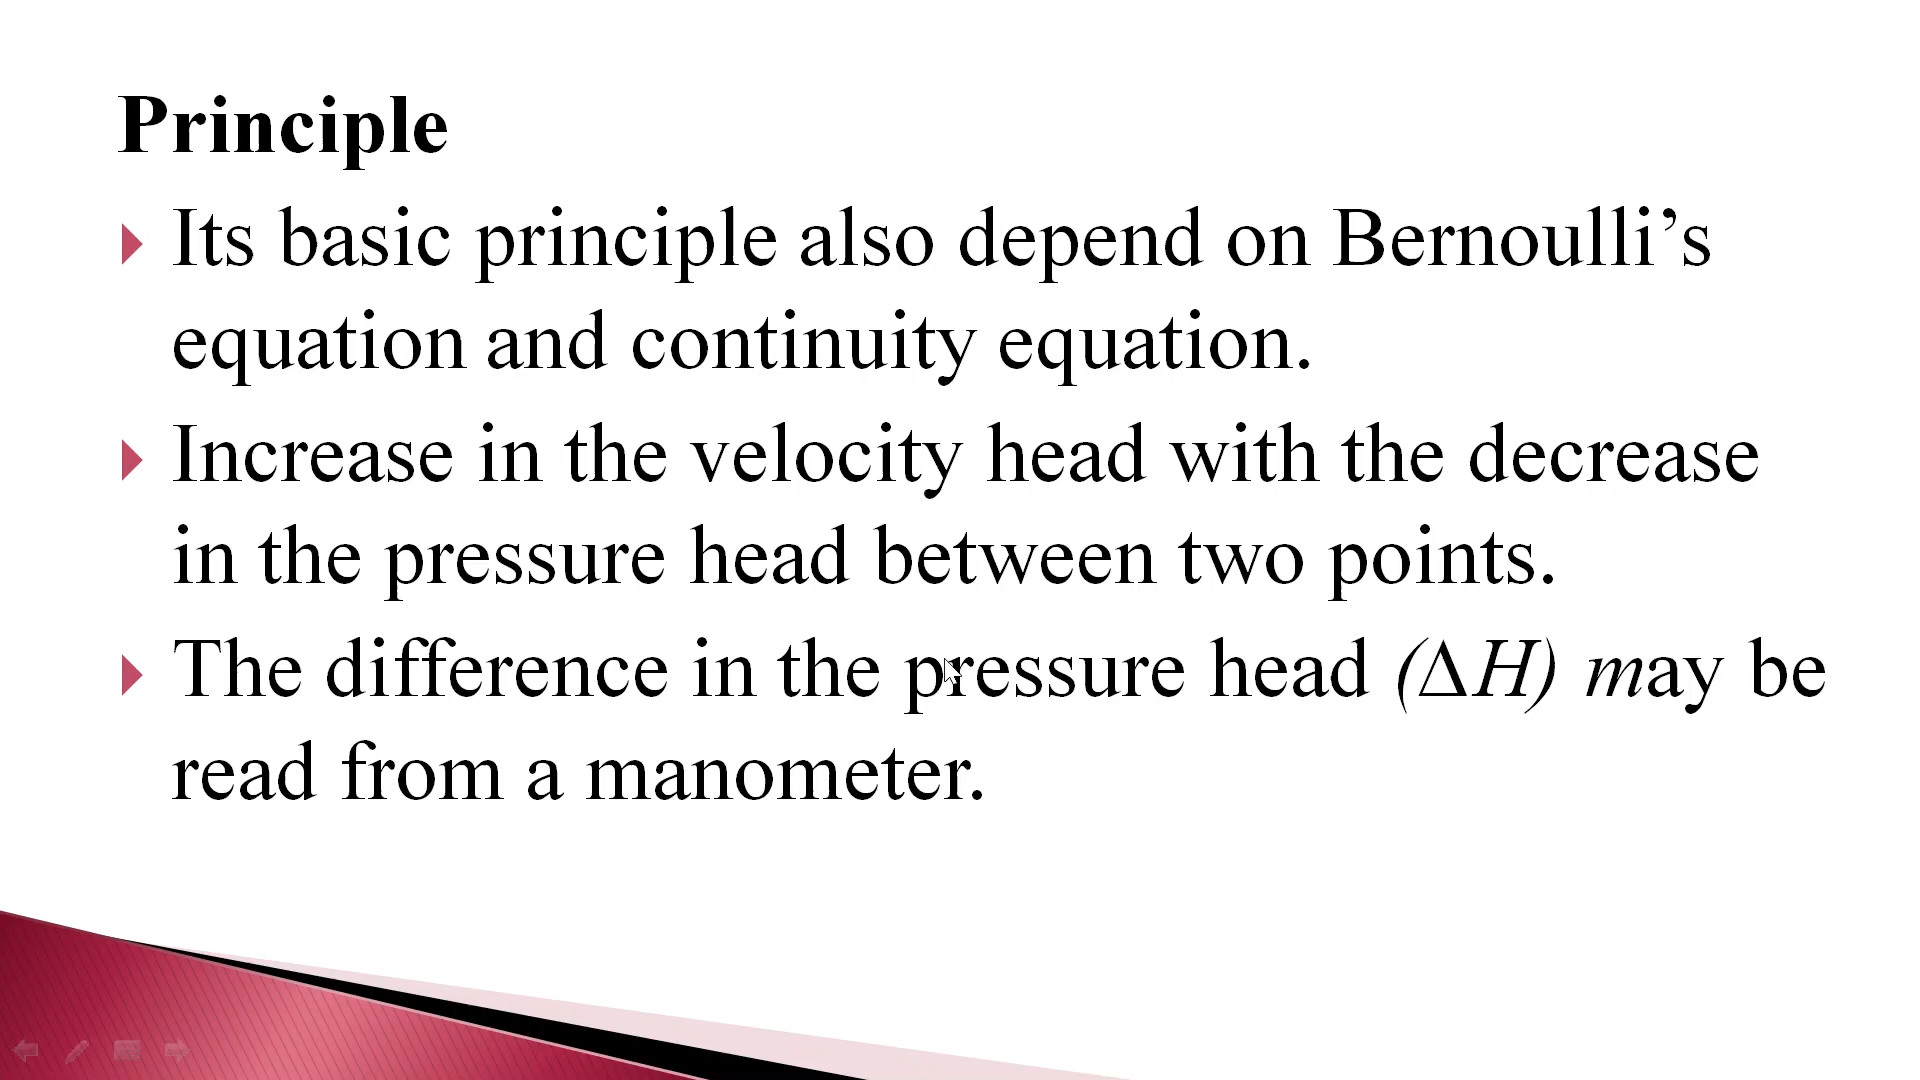 Principle
Its basic principle also depend on Bernoulli’s
equation and continuity equation.
Increase in the velocity head with the decrease
in the pressure head between two points.
The difference in the pressure head (ΔH) may be
read from a manometer.